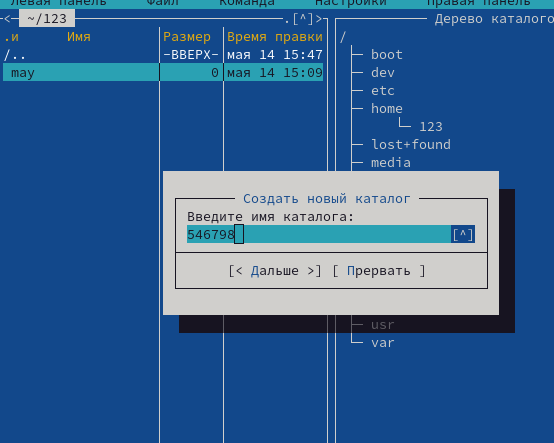 Левая панель Файл Команда Настройки Правая панель
<─ ~/123 .[^]> Дерево каталого
.и Имя Размер Время правки /
/.. -ВВЕРХ- мая 14 15:47 boot
may 0 мая 14 15:09 dev
etc
home
123
lost+found
media
Создать новый каталог
Введите имя каталога:
546798 [^]
[< Дальше >] [ Прервать ]
usr
var